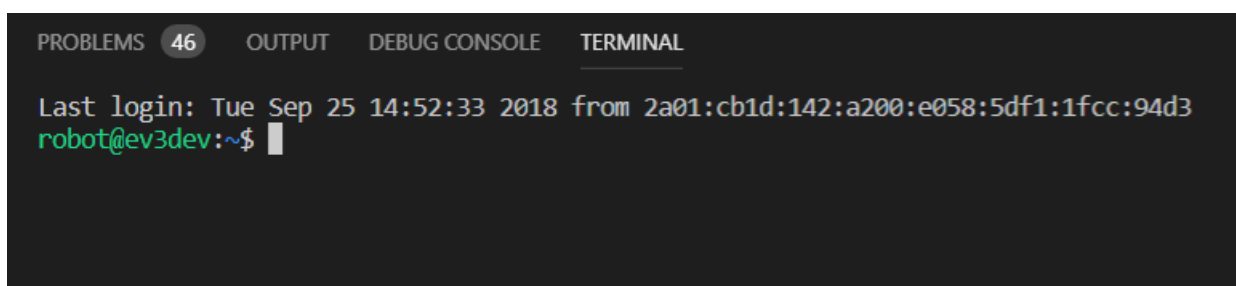 PROBLEMS 46 OUTPUT DEBUG CONSOLE TERMINAL
Last login: Tue Sep 25 14:52:33 2018 from 2a01:cb1d:142:a200:e058:5df1:1fcc:94d3
robot@ev3dev:~$